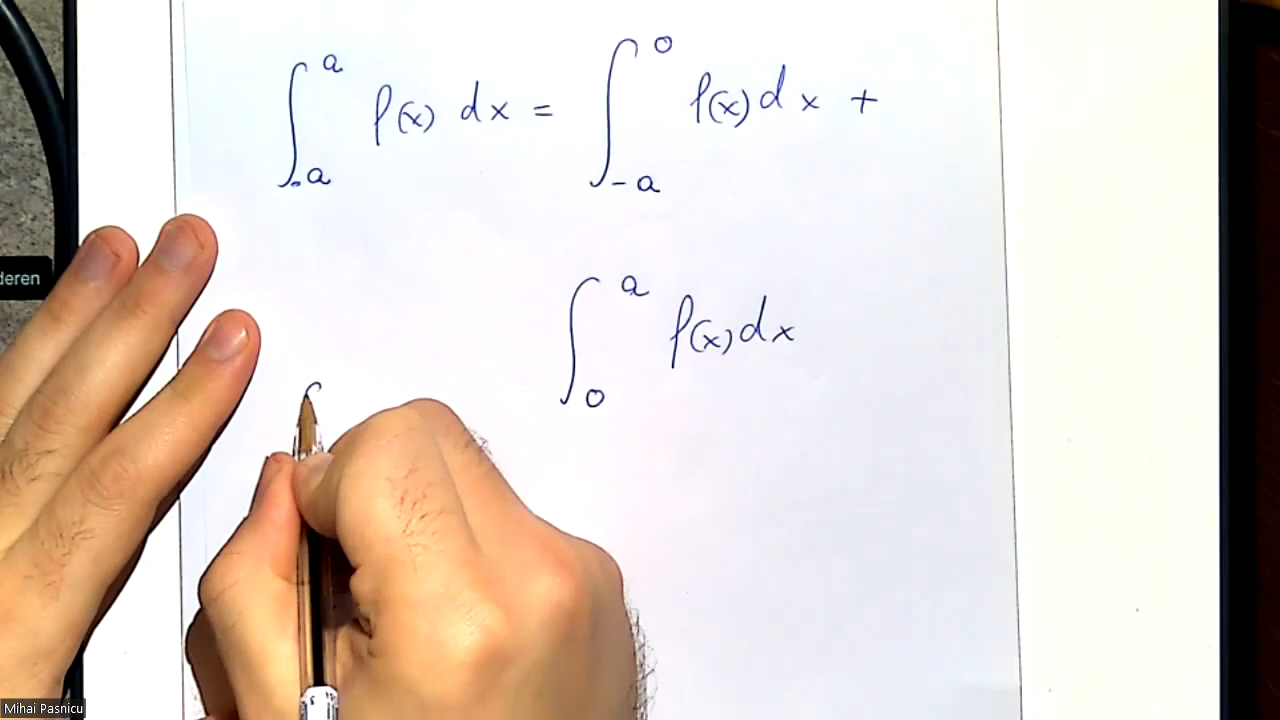 ∫_{-a}^{a} f(x) dx = ∫_{-a}^{0} f(x) dx +
∫_{0}^{a} f(x) dx
deren
Mihai Pasnicu